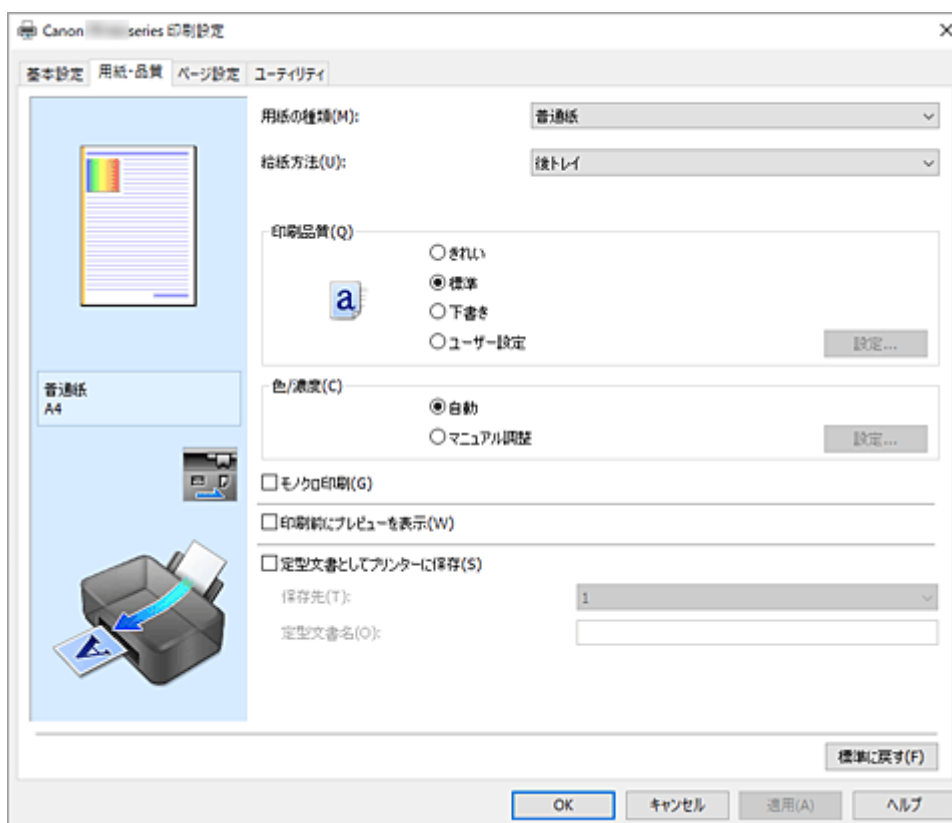 Canon series 印刷設定
基本設定 用紙・品質 ページ設定 ユーティリティ
用紙の種類(M): 普通紙
給紙方法(U): 後トレイ
印刷品質(Q)
きれい
a 標準
下書き
ユーザー設定 設定...
普通紙
A4
色/濃度(C)
自動
マニュアル調整 設定...
モノクロ印刷(G)
印刷前にプレビューを表示(W)
定型文書としてプリンターに保存(S)
保存先(T): 1
定型文書名(O):
A
標準に戻す(F)
OK キャンセル 適用(A) ヘルプ